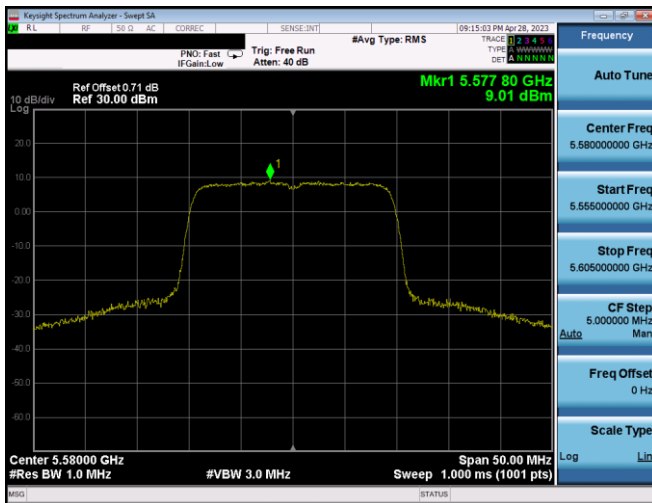 Keysight Spectrum Analyzer - Swept SA
RL RF 50 Ω AC CORREC SENSE:INT 09:15:03 PM Apr 28, 2023
#Avg Type: RMS
TRACE 1 2 3 4 5 6
PNO: Fast Trig: Free Run TYPE A WWWWW
IFGain:Low Atten: 40 dB DET A N N N N N
Mkr1 5.577 80 GHz
9.01 dBm
Ref Offset 0.71 dB
10 dB/div Ref 30.00 dBm
Log
20.0
10.0
0.00
-10.0
-20.0
-30.0
-40.0
-50.0
-60.0
1
Center 5.58000 GHz Span 50.00 MHz
#Res BW 1.0 MHz #VBW 3.0 MHz Sweep 1.000 ms (1001 pts)
MSG STATUS
Frequency
Auto Tune
Center Freq
5.580000000 GHz
Start Freq
5.555000000 GHz
Stop Freq
5.605000000 GHz
CF Step
5.000000 MHz
Auto Man
Freq Offset
0 Hz
Scale Type
Log Lin